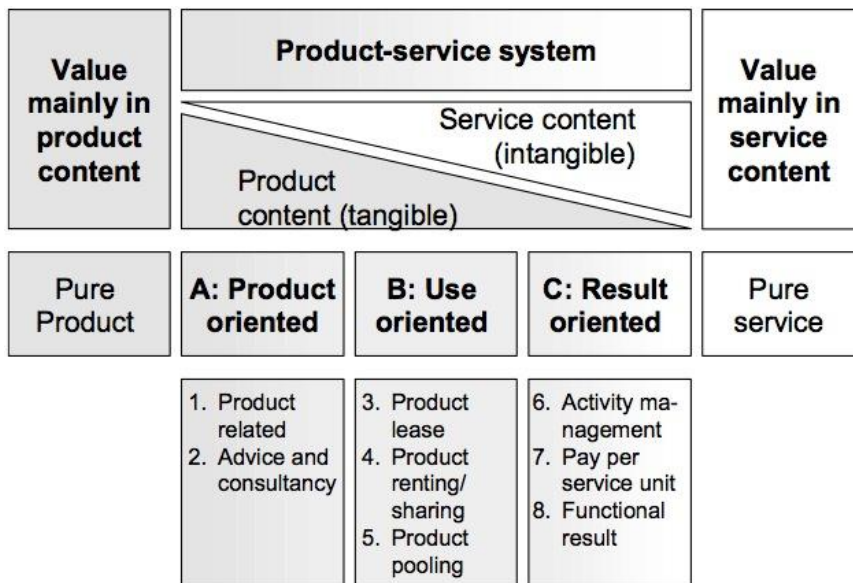 Value
mainly in
product
content
Product-service system
Service content
(intangible)
Product
content (tangible)
Value
mainly in
service
content
Pure
Product
A: Product
oriented
B: Use
oriented
C: Result
oriented
Pure
service
1. Product
related
2. Advice and
consultancy
3. Product
lease
4. Product
renting/
sharing
5. Product
pooling
6. Activity ma-
nagement
7. Pay per
service unit
8. Functional
result